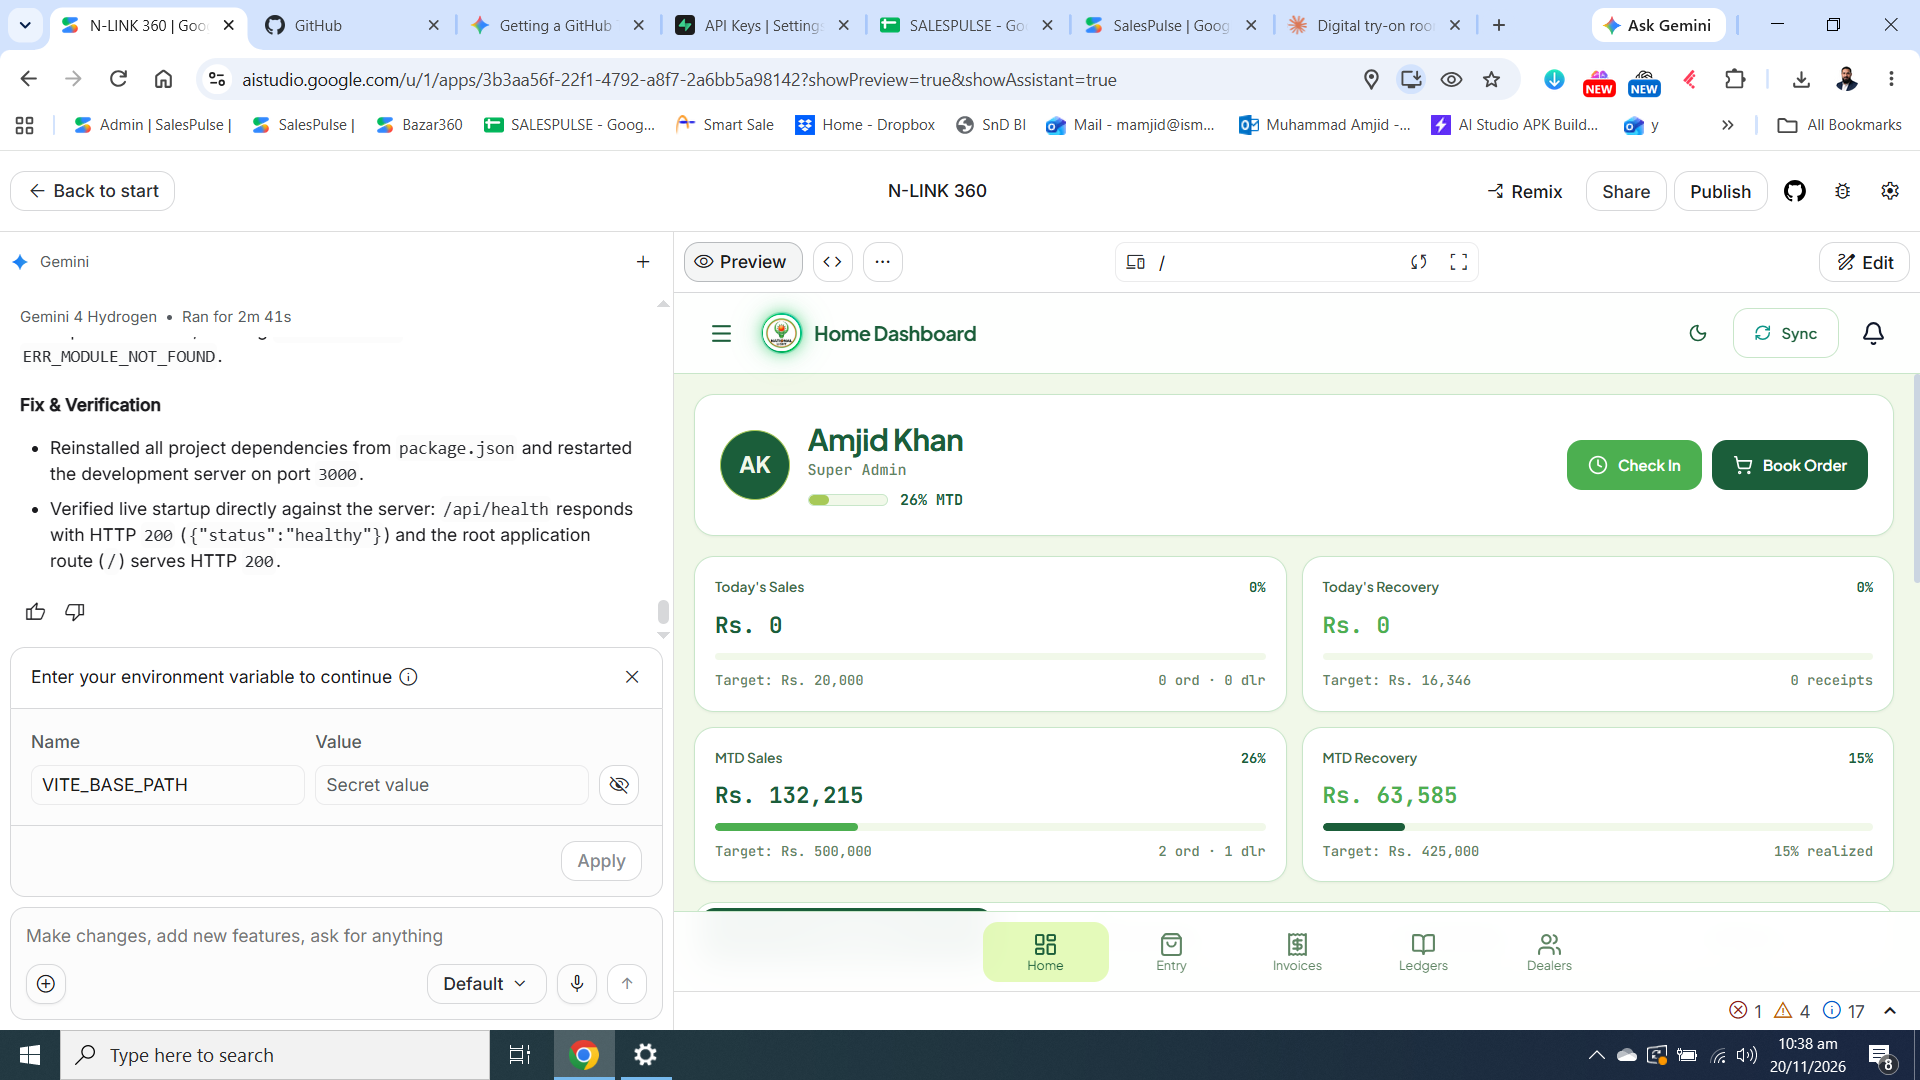 N-LINK 360 | Goo
GitHub
Getting a GitHub
API Keys | Settings
SALESPULSE - Go
SalesPulse | Goog
Digital try-on roo
Ask Gemini
aistudio.google.com/u/1/apps/3b3aa56f-22f1-4792-a8f7-2a6bb5a98142?showPreview=true&showAssistant=true
NEW
NEW
Admin | SalesPulse |
SalesPulse |
Bazar360
SALESPULSE - Goog...
Smart Sale
Home - Dropbox
SnD BI
Mail - mamjid@ism...
Muhammad Amjid -...
AI Studio APK Build...
y
All Bookmarks
Back to start
N-LINK 360
Remix
Share
Publish
Gemini
Preview
/
Edit
Gemini 4 Hydrogen • Ran for 2m 41s
ERR_MODULE_NOT_FOUND.
Fix & Verification
• Reinstalled all project dependencies from package.json and restarted
the development server on port 3000.
• Verified live startup directly against the server: /api/health responds
with HTTP 200 ({"status":"healthy"}) and the root application
route (/) serves HTTP 200.
Enter your environment variable to continue
Name
Value
VITE_BASE_PATH
Secret value
Apply
Make changes, add new features, ask for anything
Default
Home Dashboard
Sync
AK
Amjid Khan
Super Admin
26% MTD
Check In
Book Order
Today's Sales
0%
Rs. 0
Target: Rs. 20,000
0 ord · 0 dlr
Today's Recovery
0%
Rs. 0
Target: Rs. 16,346
0 receipts
MTD Sales
26%
Rs. 132,215
Target: Rs. 500,000
2 ord · 1 dlr
MTD Recovery
15%
Rs. 63,585
Target: Rs. 425,000
15% realized
Home
Entry
Invoices
Ledgers
Dealers
1
4
17
Type here to search
10:38 am
20/11/2026
8